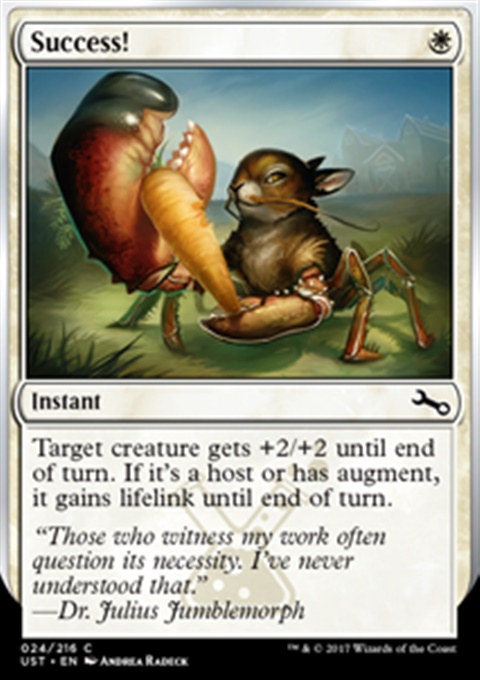 Success!
Instant
Target creature gets +2/+2 until end
of turn. If it's a host or has augment,
it gains lifelink until end of turn.
“Those who witness my work often
question its necessity. I've never
understood that.”
—Dr. Julius Jumblemorph
024/216 C
UST • EN Andrea Radeck
™ & © 2017 Wizards of the Coast